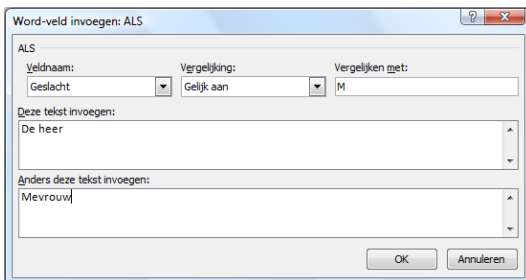 Word-veld invoegen: ALS
ALS
Veldnaam: Vergelijking: Vergelijken met:
Geslacht Gelijk aan M
Deze tekst invoegen:
De heer
Anders deze tekst invoegen:
Mevrouw
OK Annuleren